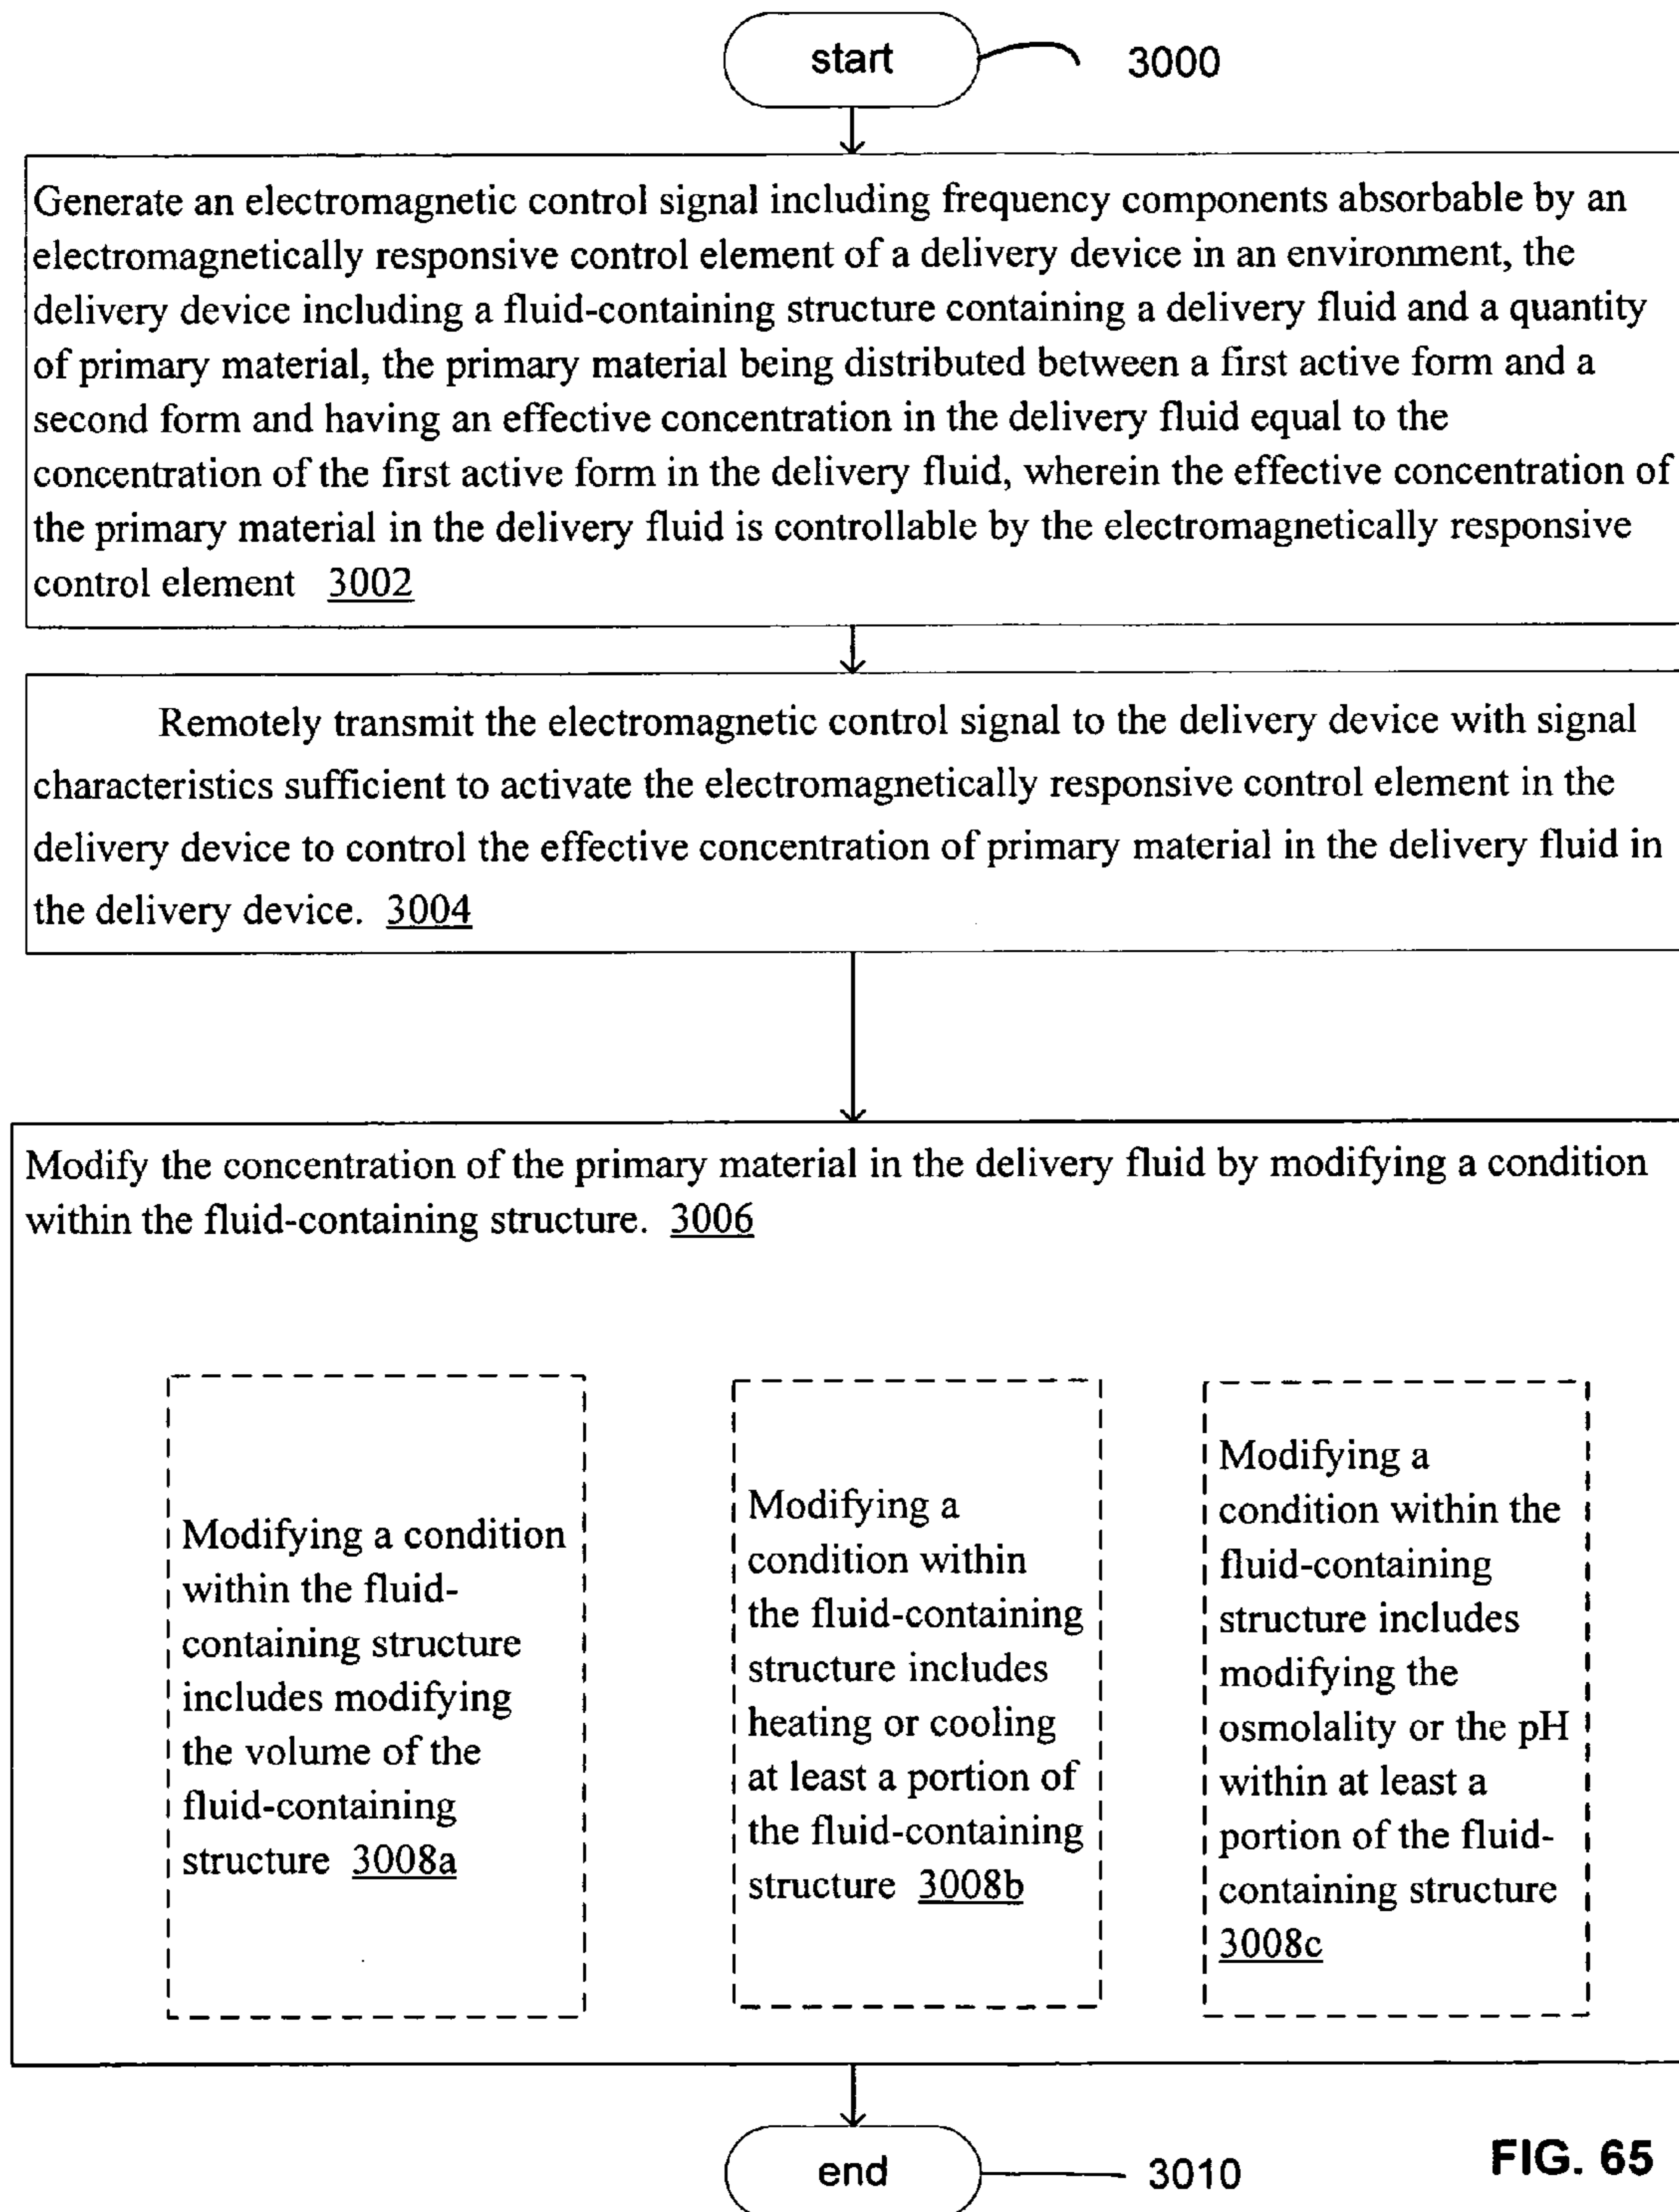 start
3000
Generate an electromagnetic control signal including frequency components absorbable by an
electromagnetically responsive control element of a delivery device in an environment, the
delivery device including a fluid-containing structure containing a delivery fluid and a quantity
of primary material, the primary material being distributed between a first active form and a
second form and having an effective concentration in the delivery fluid equal to the
concentration of the first active form in the delivery fluid, wherein the effective concentration of
the primary material in the delivery fluid is controllable by the electromagnetically responsive
control element 3002
Remotely transmit the electromagnetic control signal to the delivery device with signal
characteristics sufficient to activate the electromagnetically responsive control element in the
delivery device to control the effective concentration of primary material in the delivery fluid in
the delivery device. 3004
Modify the concentration of the primary material in the delivery fluid by modifying a condition
within the fluid-containing structure. 3006
Modifying a condition
within the fluid-
containing structure
includes modifying
the volume of the
fluid-containing
structure 3008a
Modifying a
condition within
the fluid-containing
structure includes
heating or cooling
at least a portion of
the fluid-containing
structure 3008b
Modifying a
condition within the
fluid-containing
structure includes
modifying the
osmolality or the pH
within at least a
portion of the fluid-
containing structure
3008c
end
3010
FIG. 65